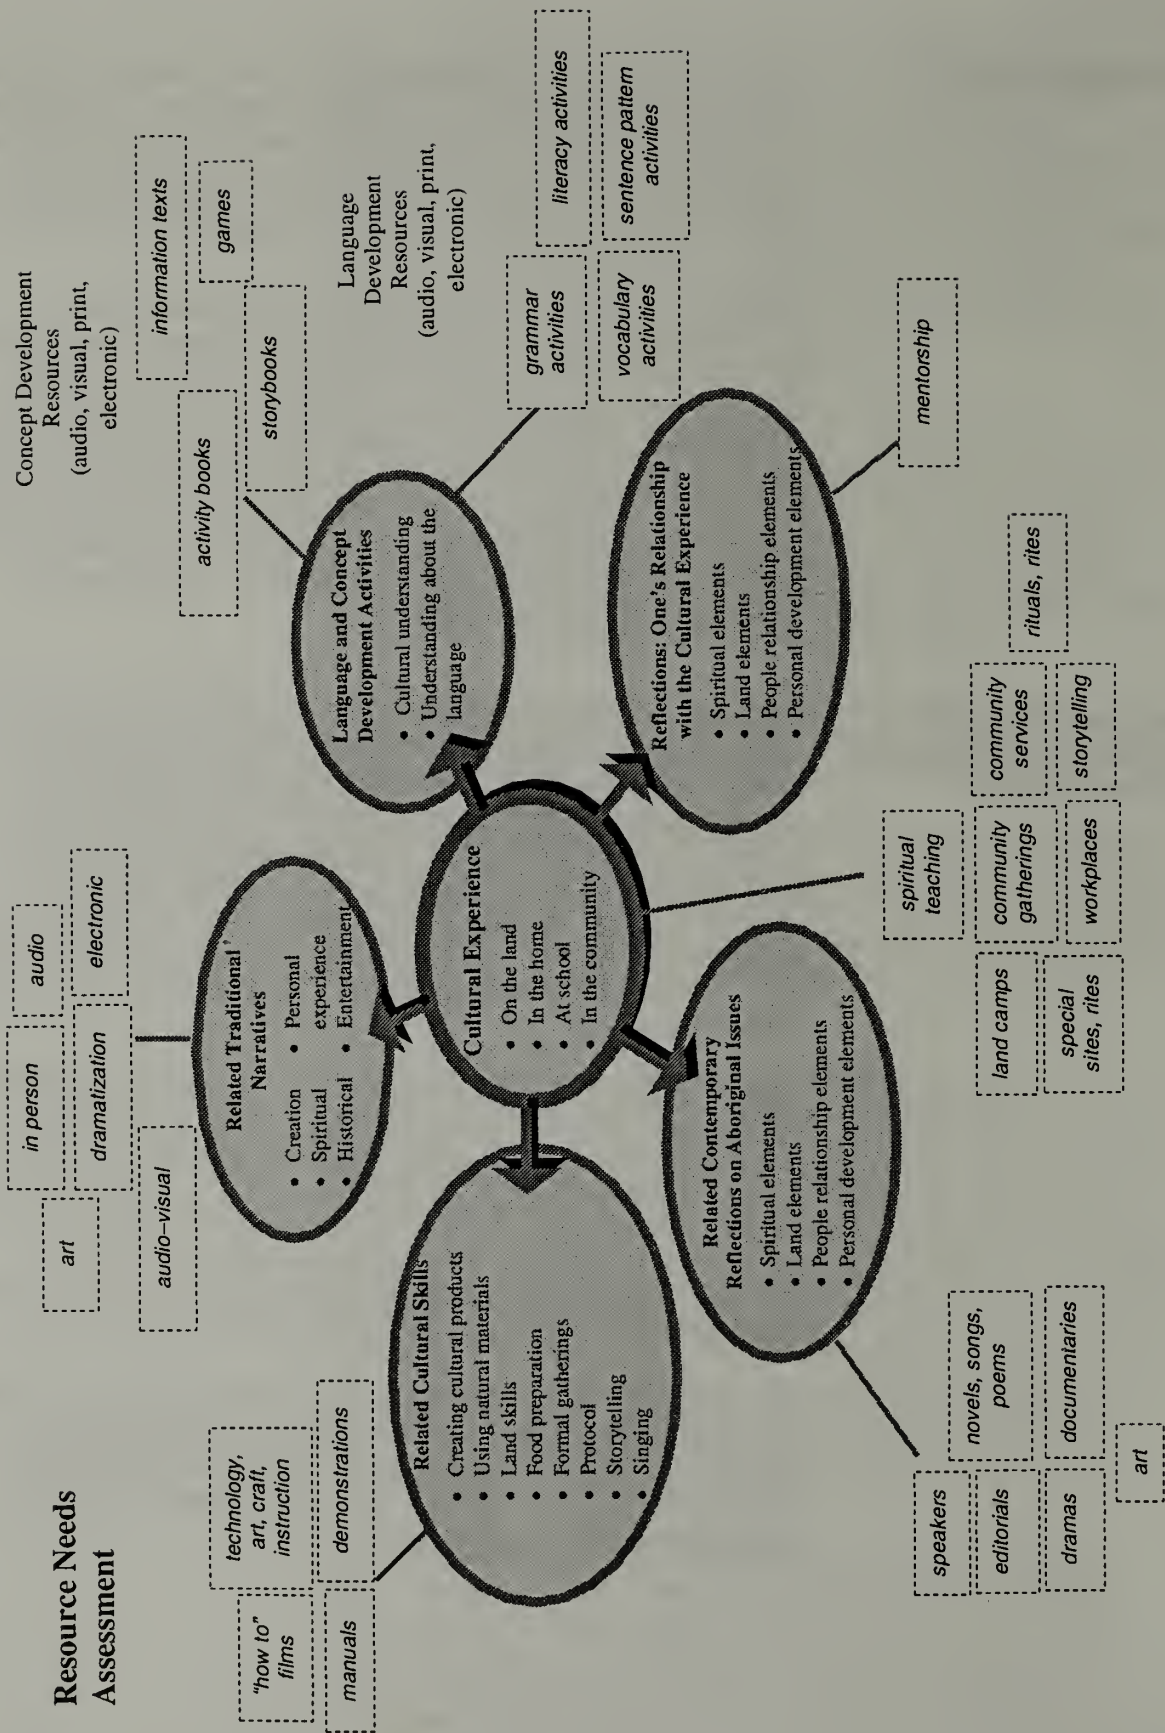 Resource Needs
Assessment
in person
audio
art
dramatization
electronic
audio–visual
Concept Development
Resources
(audio, visual, print,
electronic)
information texts
activity books
games
storybooks
technology,
art, craft,
instruction
"how to"
films
demonstrations
manuals
Related Traditional
Narratives
• Creation • Personal
• Spiritual experience
• Historical • Entertainment
Language and Concept
Development Activities
• Cultural understanding
• Understanding about the
language
Language
Development
Resources
(audio, visual, print,
electronic)
grammar
activities
literacy activities
vocabulary
activities
sentence pattern
activities
Related Cultural Skills
• Creating cultural products
• Using natural materials
• Land skills
• Food preparation
• Formal gatherings
• Protocol
• Storytelling
• Singing
Cultural Experience
• On the land
• In the home
• At school
• In the community
Reflections: One's Relationship
with the Cultural Experience
• Spiritual elements
• Land elements
• People relationship elements
• Personal development elements
mentorship
Related Contemporary
Reflections on Aboriginal Issues
• Spiritual elements
• Land elements
• People relationship elements
• Personal development elements
speakers
novels, songs,
poems
editorials
dramas
documentaries
art
spiritual
teaching
land camps
community
gatherings
community
services
rituals, rites
special
sites, rites
workplaces
storytelling